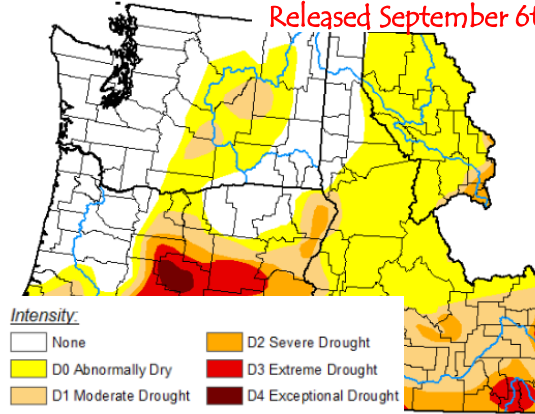 Released September 6t
Intensity:
None
D0 Abnormally Dry
D1 Moderate Drought
D2 Severe Drought
D3 Extreme Drought
D4 Exceptional Drought